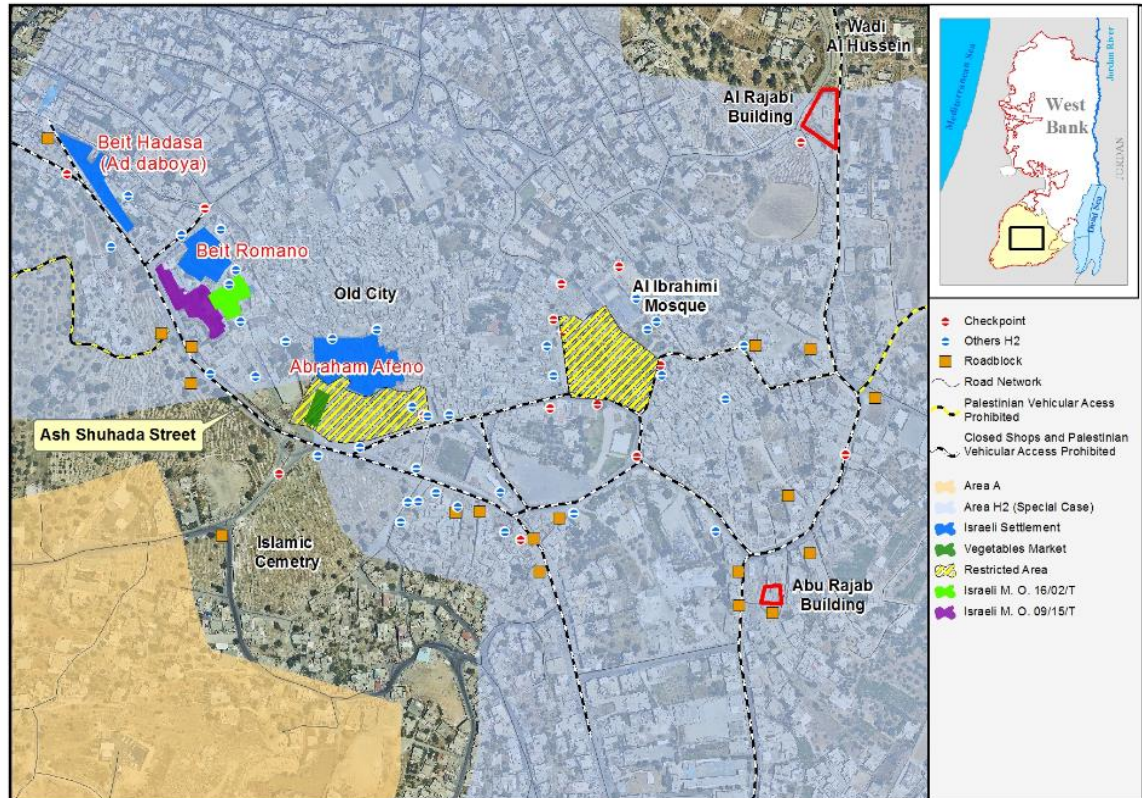 Wadi
Al Hussein
Al Rajabi
Building
Beit Hadasa
(Ad daboya)
Beit Romano
Old City
Al Ibrahimi
Mosque
Abraham Afeno
Ash Shuhada Street
Islamic
Cemetry
Abu Rajab
Building
Mediterranean Sea
Jordan River
West
Bank
JORDAN
Dead Sea
Checkpoint
Others H2
Roadblock
Road Network
Palestinian Vehicular Acess
Prohibited
Closed Shops and Palestinian
Vehicular Access Prohibited
Area A
Area H2 (Special Case)
Israeli Settlement
Vegetables Market
Restricted Area
Israeli M. O. 16/02/T
Israeli M. O. 09/15/T